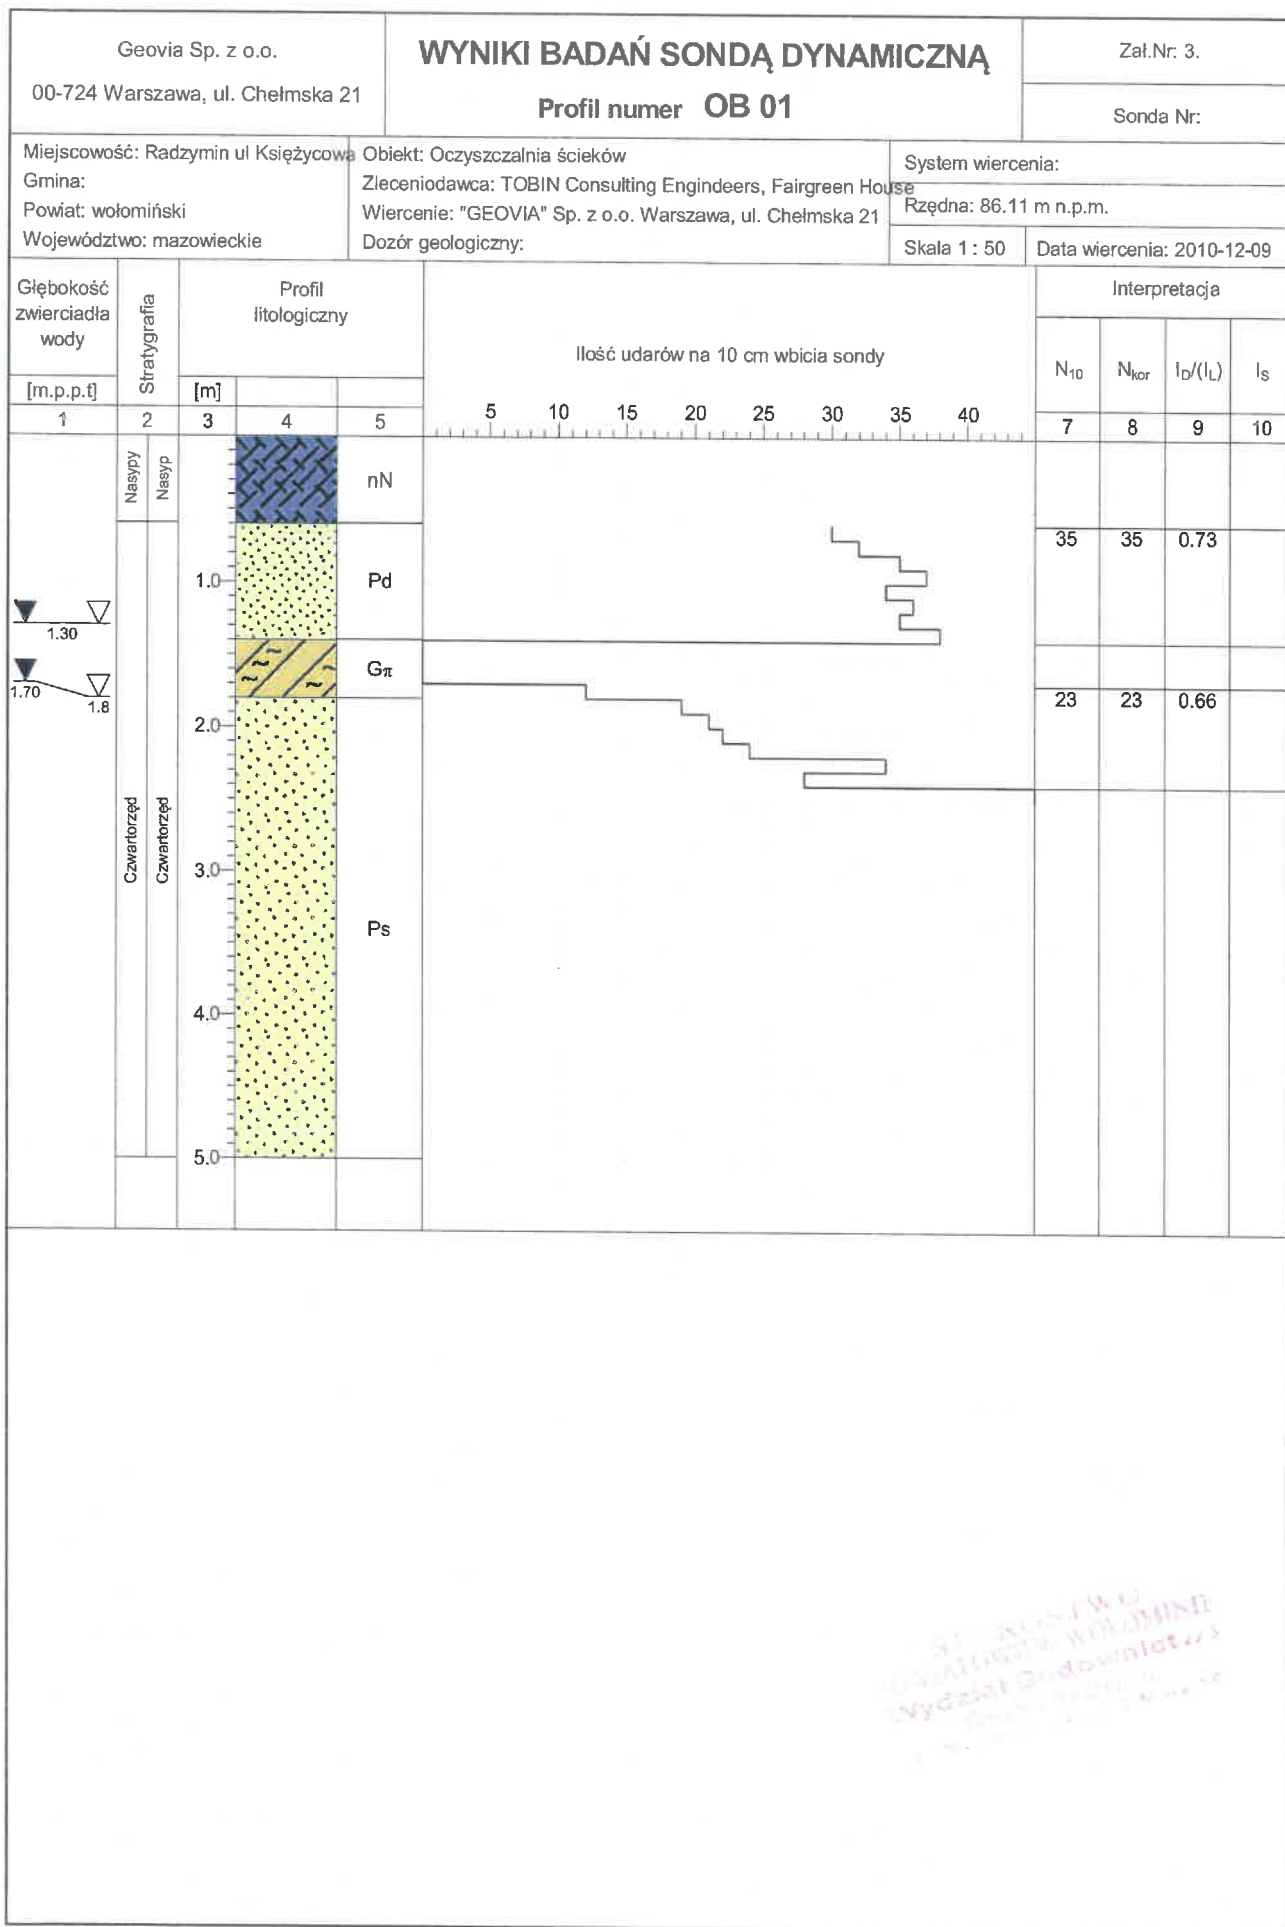 Geovia Sp. z o.o.
00-724 Warszawa, ul. Chełmska 21
WYNIKI BADAŃ SONDĄ DYNAMICZNĄ
Profil numer OB 01
Zał.Nr: 3.
Sonda Nr:
Miejscowość: Radzymin ul Księżycowa
Gmina:
Powiat: wołomiński
Województwo: mazowieckie
Obiekt: Oczyszczalnia ścieków
Zleceniodawca: TOBIN Consulting Engindeers, Fairgreen House
Wiercenie: "GEOVIA" Sp. z o.o. Warszawa, ul. Chełmska 21
Dozór geologiczny:
System wiercenia:
Rzędna: 86.11 m n.p.m.
Skala 1 : 50
Data wiercenia: 2010-12-09
Głębokość
zwierciadła
wody
[m.p.p.t]
Stratygrafia
Profil
litologiczny
[m]
Ilość udarów na 10 cm wbicia sondy
Interpretacja
N10 Nkor ID/(IL) IS
5 10 15 20 25 30 35 40
1 2 3 4 5 7 8 9 10
Nasypy
Nasyp
nN
35 35 0.73
1.0
Pd
1.30
Gπ
1.70
1.8
23 23 0.66
2.0
Czwartorzęd
Czwartorzęd
3.0
Ps
4.0
5.0
Wydział Budownictwa